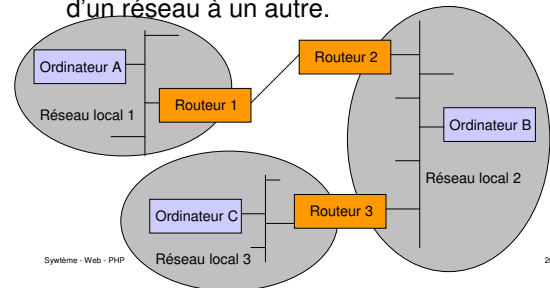 d'un réseau à un autre.
Routeur 2
Ordinateur A
Routeur 1
Réseau local 1
Ordinateur B
Réseau local 2
Ordinateur C
Routeur 3
Réseau local 3
Sywtème - Web - PHP